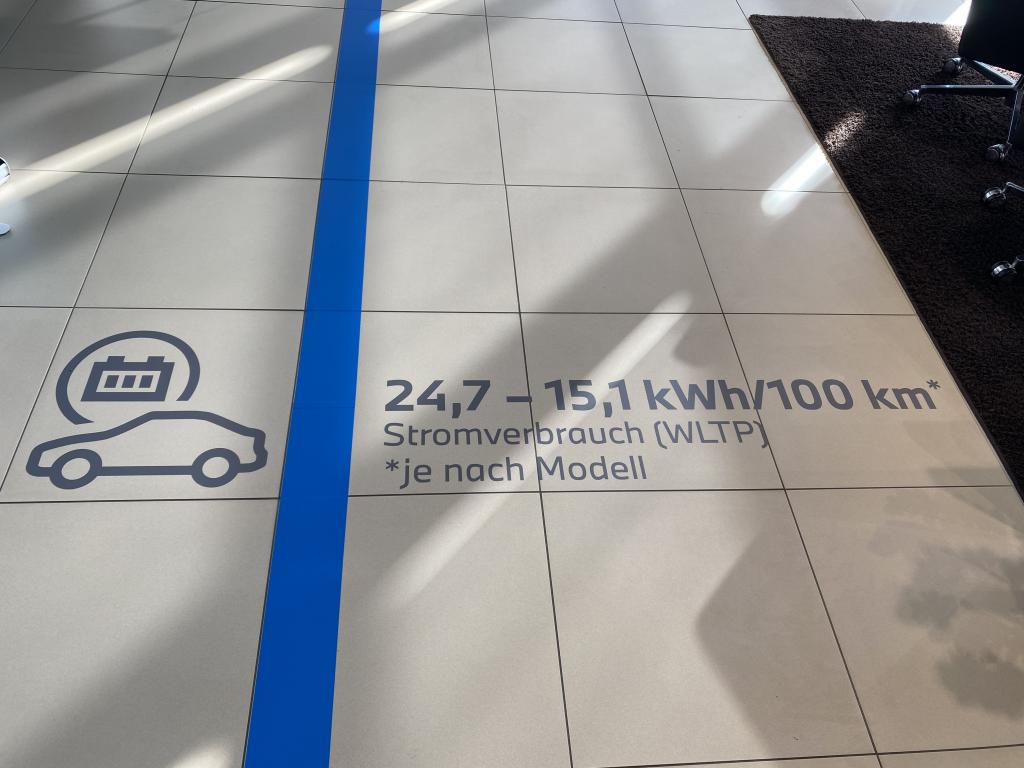 24,7 – 15,1 kWh/100 km*
Stromverbrauch (WLTP)
*je nach Modell